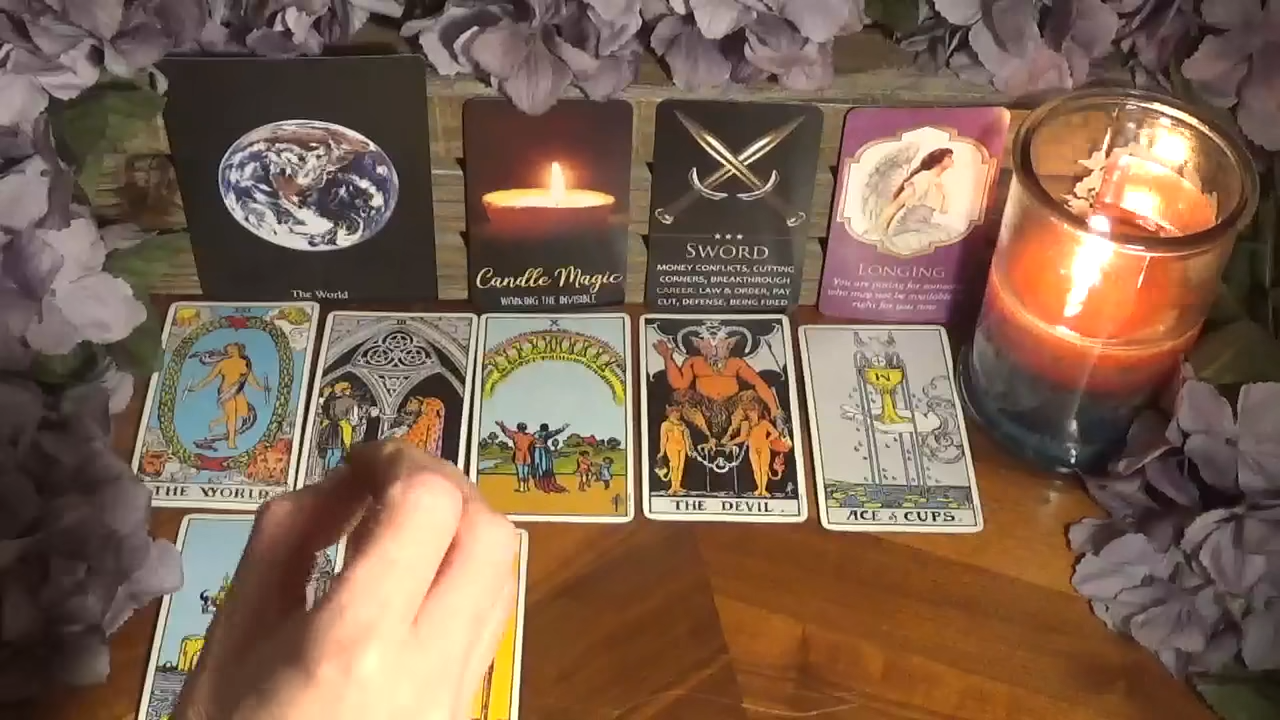 The World
Candle Magic
WORKING THE INVISIBLE
★★★
SWORD
MONEY CONFLICTS, CUTTING
CORNERS, BREAKTHROUGH
CAREER: LAW & ORDER, PAY
CUT, DEFENSE, BEING FIRED
LONGING
You are pining for someone
who may not be available
right for you now
XXI
THE WORLD.
III
X
THE DEVIL.
ACE of CUPS.